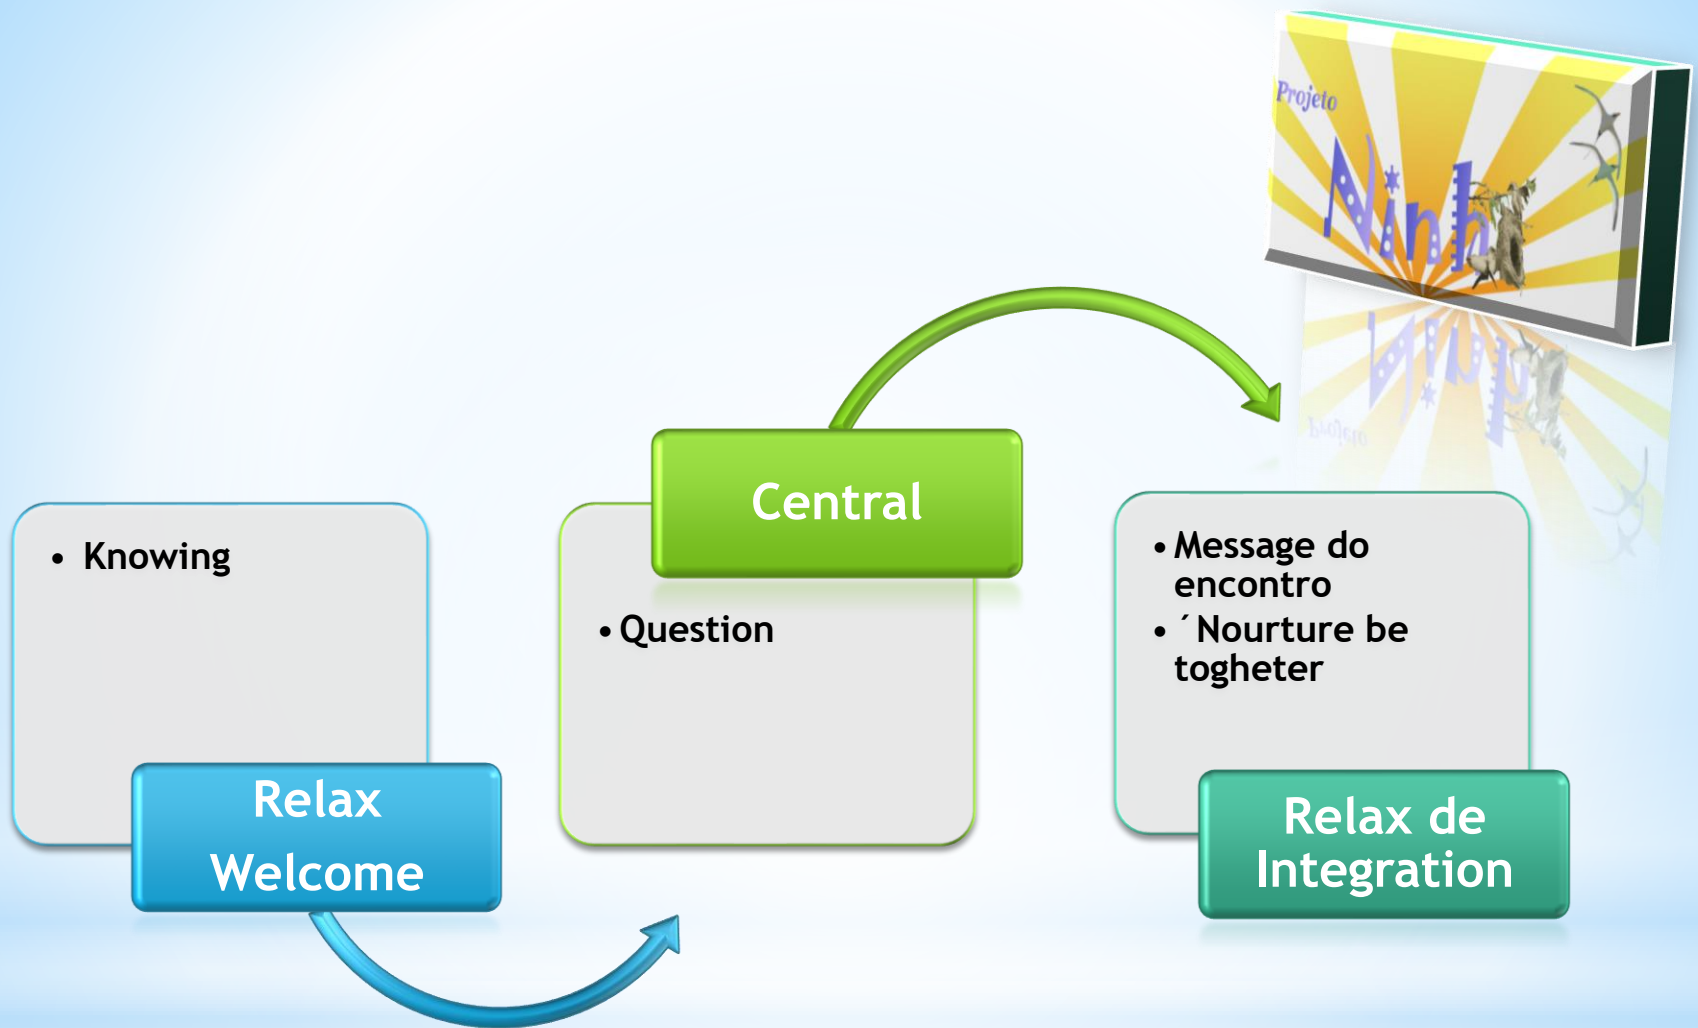 Projeto
Ninho
• Knowing
Relax
Welcome
Central
• Question
• Message do
encontro
• ´Nourture be
togheter
Relax de
Integration